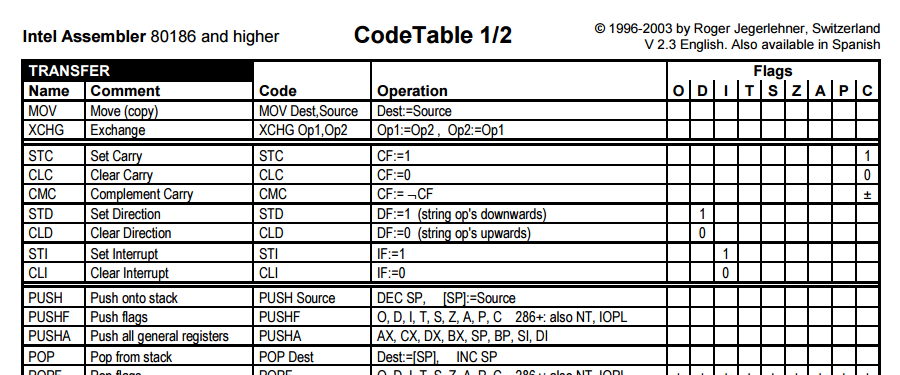 Intel Assembler 80186 and higher CodeTable 1/2 © 1996-2003 by Roger Jegerlehner, Switzerland
V 2.3 English. Also available in Spanish
TRANSFER Flags
Name Comment Code Operation O D I T S Z A P C
MOV Move (copy) MOV Dest,Source Dest:=Source
XCHG Exchange XCHG Op1,Op2 Op1:=Op2 , Op2:=Op1
STC Set Carry STC CF:=1 1
CLC Clear Carry CLC CF:=0 0
CMC Complement Carry CMC CF:= ¬CF ±
STD Set Direction STD DF:=1 (string op's downwards) 1
CLD Clear Direction CLD DF:=0 (string op's upwards) 0
STI Set Interrupt STI IF:=1 1
CLI Clear Interrupt CLI IF:=0 0
PUSH Push onto stack PUSH Source DEC SP, [SP]:=Source
PUSHF Push flags PUSHF O, D, I, T, S, Z, A, P, C 286+: also NT, IOPL
PUSHA Push all general registers PUSHA AX, CX, DX, BX, SP, BP, SI, DI
POP Pop from stack POP Dest Dest:=[SP], INC SP
POPF Pop flags POPF O, D, I, T, S, Z, A, P, C 286+: also NT, IOPL